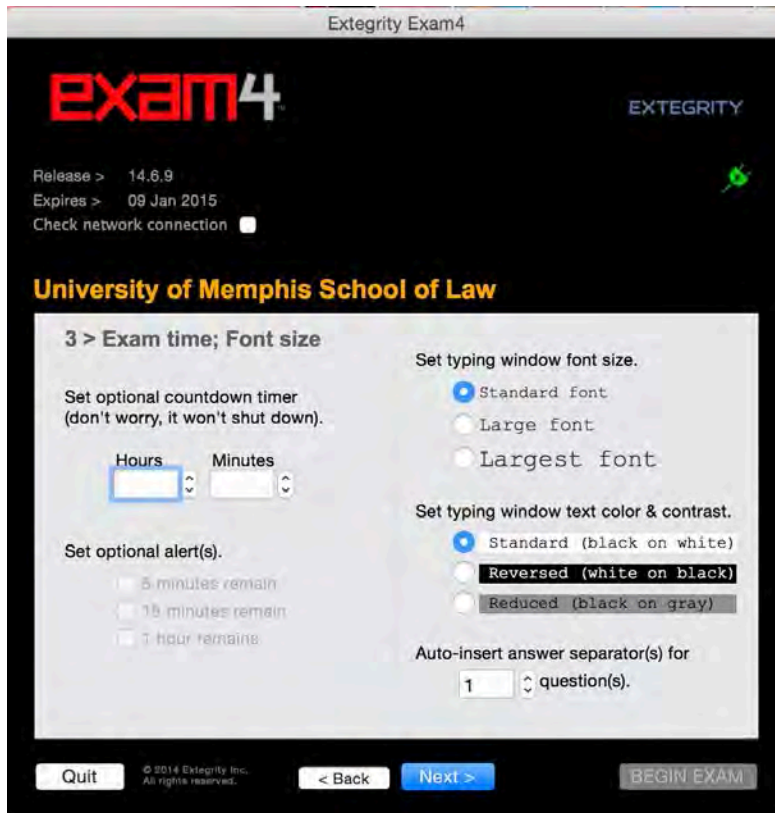 Extegrity Exam4
exam4
EXTEGRITY
Release > 14.6.9
Expires > 09 Jan 2015
Check network connection
University of Memphis School of Law
3 > Exam time; Font size
Set optional countdown timer
(don't worry, it won't shut down).
Hours Minutes
Set optional alert(s).
5 minutes remain
15 minutes remain
1 hour remains
Set typing window font size.
Standard font
Large font
Largest font
Set typing window text color & contrast.
Standard (black on white)
Reversed (white on black)
Reduced (black on gray)
Auto-insert answer separator(s) for
1 question(s).
Quit
© 2014 Extegrity Inc.
All rights reserved.
< Back
Next >
BEGIN EXAM